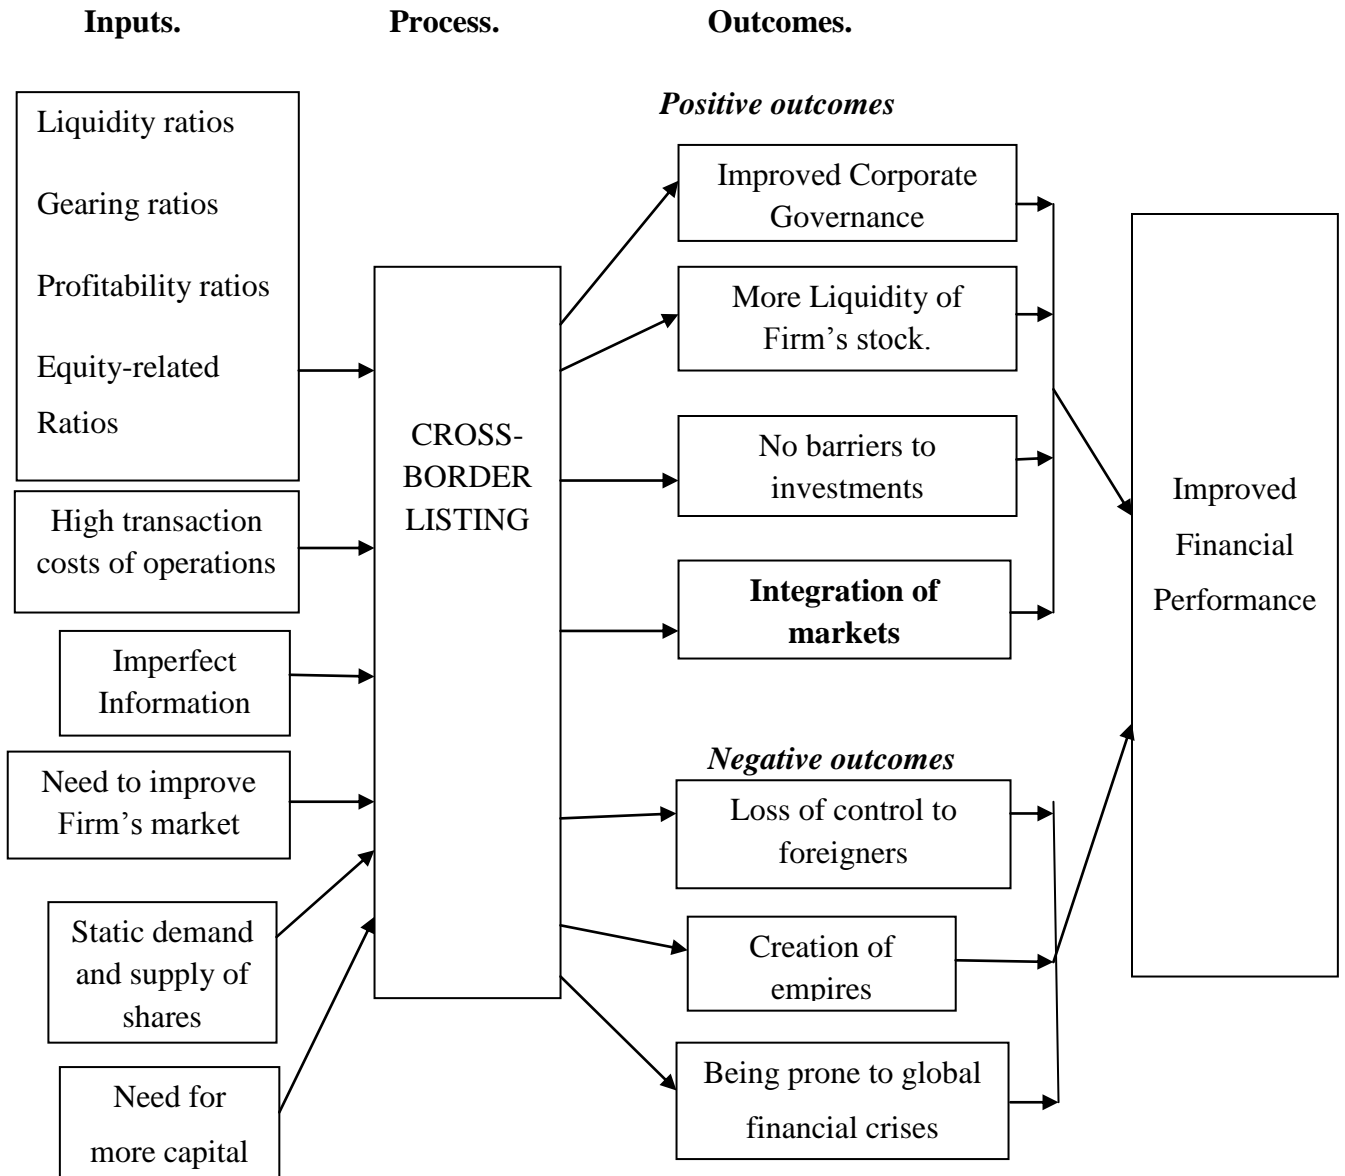 Inputs.
Process.
Outcomes.
Liquidity ratios
Gearing ratios
Profitability ratios
Equity-related
Ratios
High transaction
costs of operations
Imperfect
Information
Need to improve
Firm’s market
Static demand
and supply of
shares
Need for
more capital
CROSS-
BORDER
LISTING
Positive outcomes
Improved Corporate
Governance
More Liquidity of
Firm’s stock.
No barriers to
investments
Integration of
markets
Negative outcomes
Loss of control to
foreigners
Creation of
empires
Being prone to global
financial crises
Improved
Financial
Performance